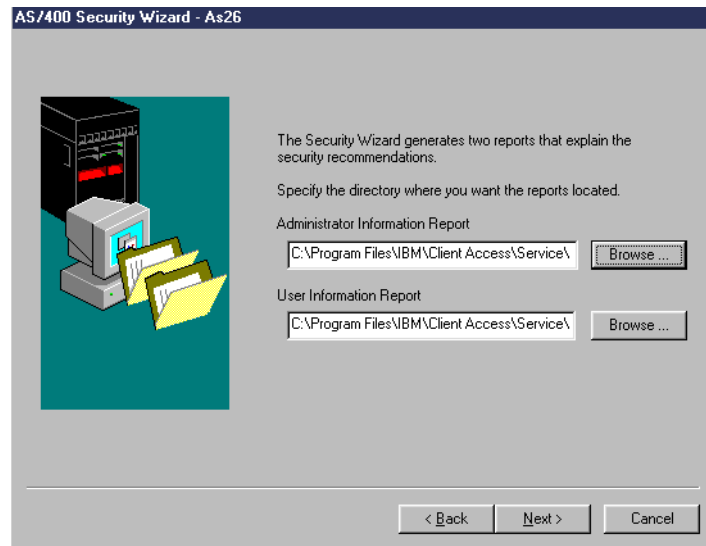 AS/400 Security Wizard - As26
The Security Wizard generates two reports that explain the
security recommendations.
Specify the directory where you want the reports located.
Administrator Information Report
C:\Program Files\IBM\Client Access\Service\
Browse ...
User Information Report
C:\Program Files\IBM\Client Access\Service\
Browse ...
< Back
Next >
Cancel